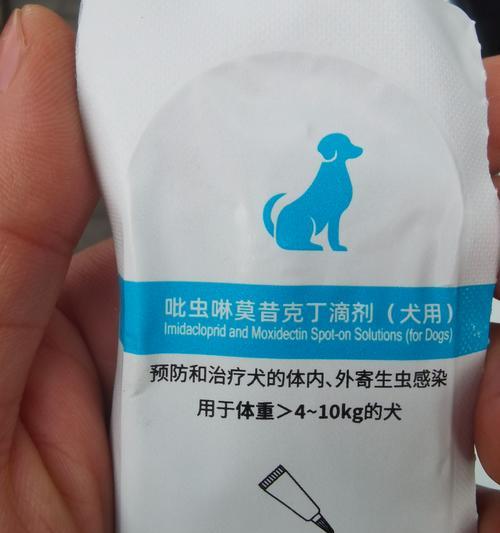 吡虫啉莫昔克丁滴剂（犬用）
Imidacloprid and Moxidectin Spot-on Solutions (for Dogs)
预防和治疗犬的体内、外寄生虫感染
用于体重＞4~10kg的犬